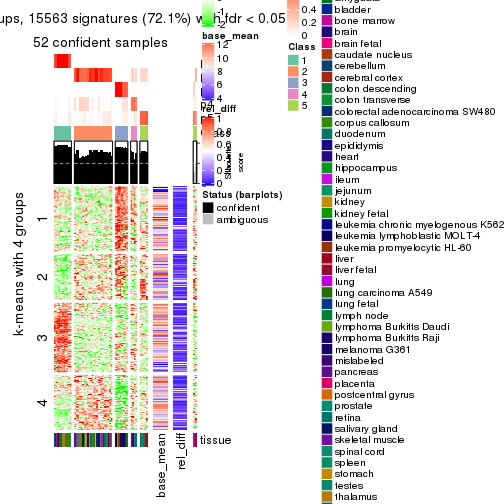 ups, 15563 signatures (72.1%) with fdr < 0.05
52 confident samples
k-means with 4 groups
1
2
3
4
base_mean
rel_diff
tissue
base_mean
12
10
8
6
4
rel_diff
1
0.8
0
Silhouette
score
Status (barplots)
confident
ambiguous
0.4
0.2
0
Class
1
2
3
4
5
bladder
bone marrow
brain
brain fetal
caudate nucleus
cerebellum
cerebral cortex
colon descending
colon transverse
colorectal adenocarcinoma SW480
corpus callosum
duodenum
epididymis
heart
hippocampus
ileum
jejunum
kidney
kidney fetal
leukemia chronic myelogenous K562
leukemia lymphoblastic MOLT-4
leukemia promyelocytic HL-60
liver
liver fetal
lung
lung carcinoma A549
lung fetal
lymph node
lymphoma Burkitts Daudi
lymphoma Burkitts Raji
melanoma G361
mislabeled
pancreas
placenta
postcentral gyrus
prostate
retina
salivary gland
skeletal muscle
spinal cord
spleen
stomach
testes
thalamus